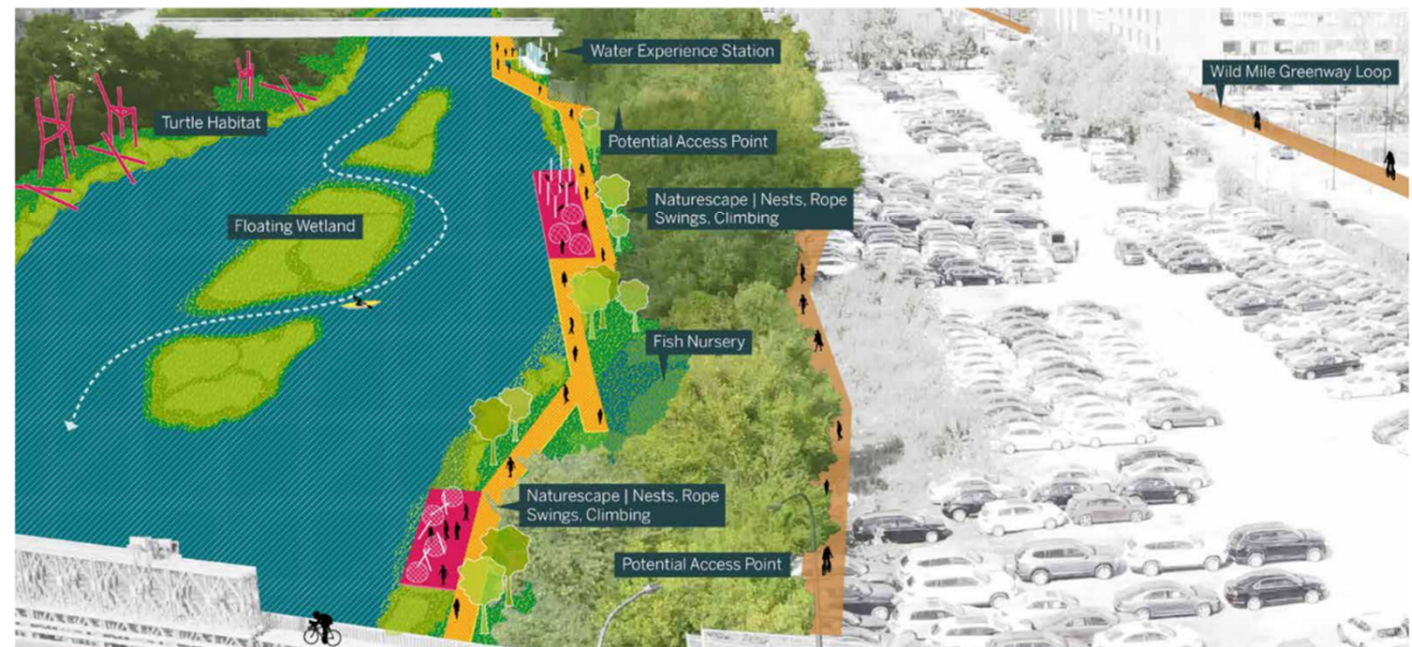 Water Experience Station
Wild Mile Greenway Loop
Turtle Habitat
Potential Access Point
Naturescape | Nests, Rope
Swings, Climbing
Floating Wetland
Fish Nursery
Naturescape | Nests, Rope
Swings, Climbing
Potential Access Point